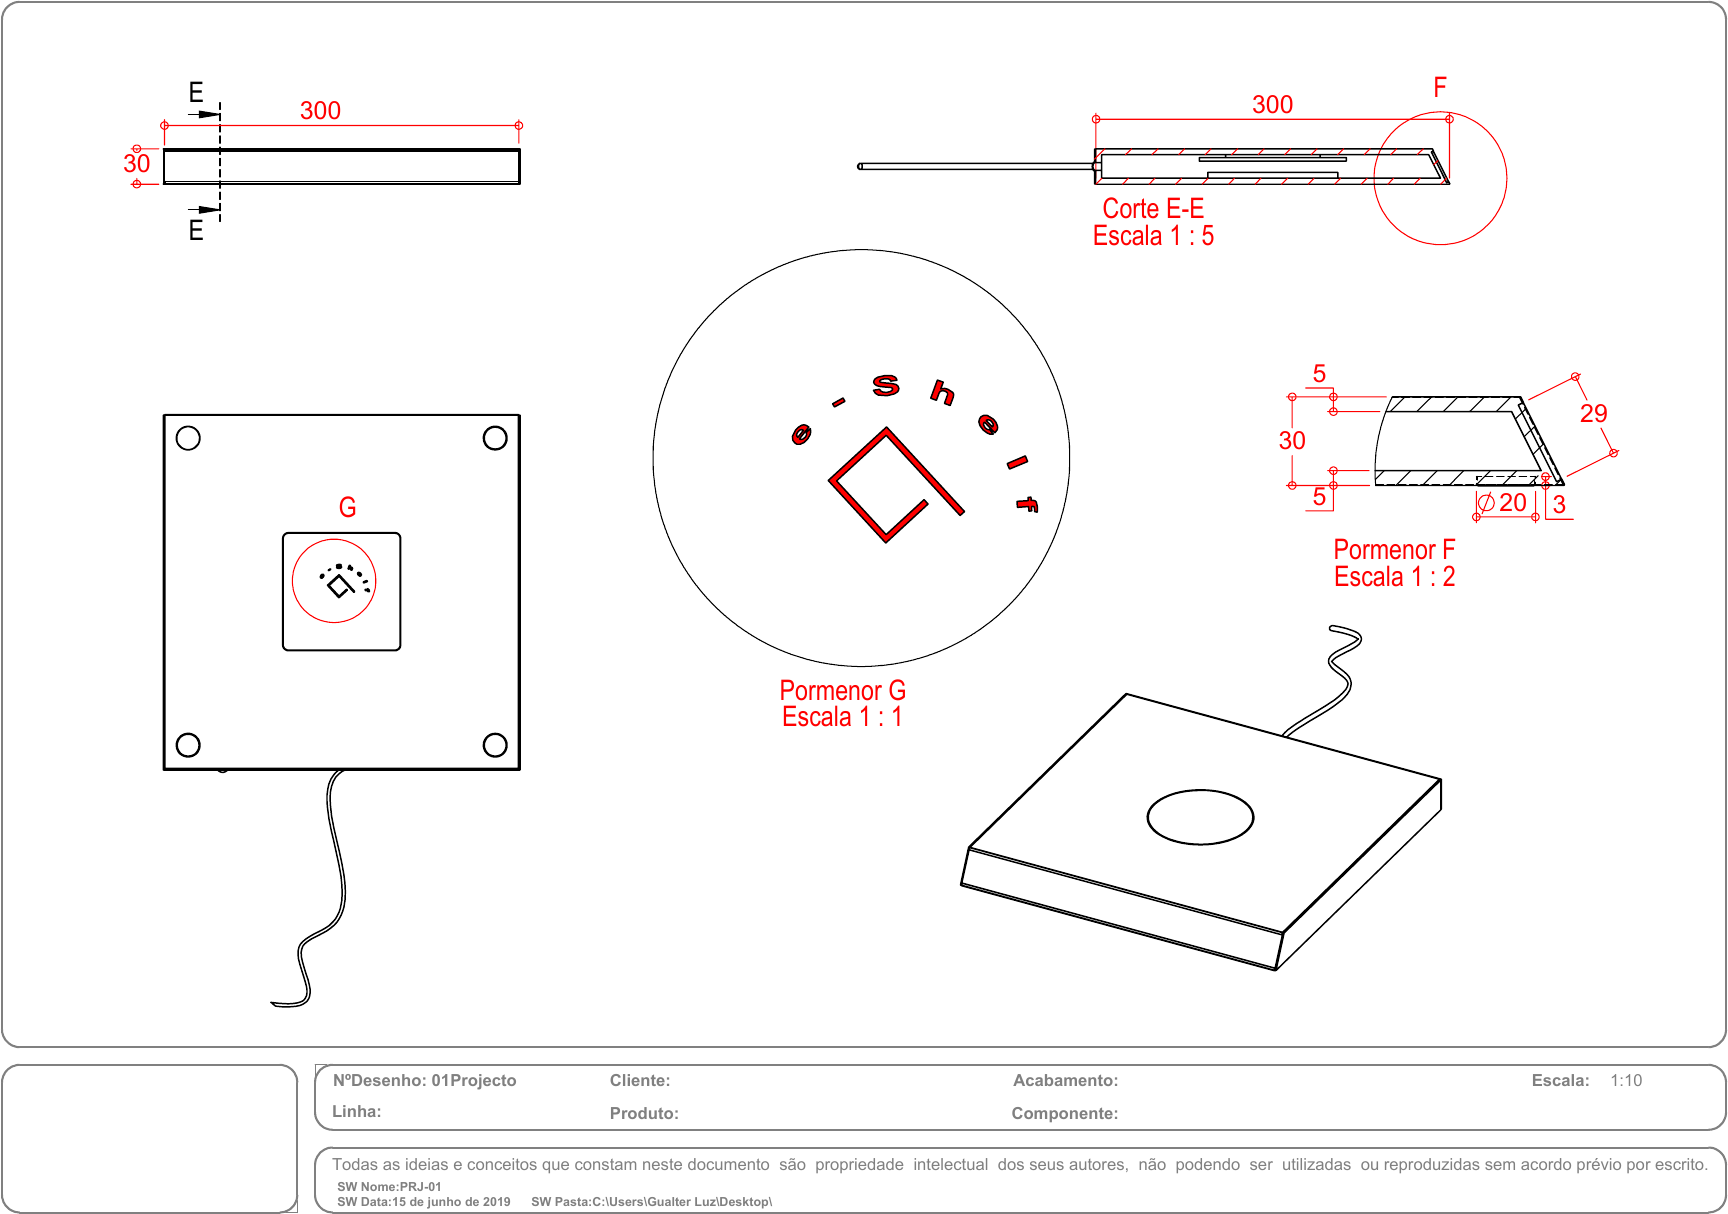 E
300
30
E
300
F
Corte E-E
Escala 1 : 5
e-Shelf
Pormenor G
Escala 1 : 1
G
e-Shelf
5
30
5
29
Ø20
3
Pormenor F
Escala 1 : 2
NºDesenho: 01Projecto
Cliente:
Acabamento:
Escala: 1:10
Linha:
Produto:
Componente:
Todas as ideias e conceitos que constam neste documento são propriedade intelectual dos seus autores, não podendo ser utilizadas ou reproduzidas sem acordo prévio por escrito.
SW Nome:PRJ-01
SW Data:15 de junho de 2019 SW Pasta:C:\Users\Gualter Luz\Desktop\